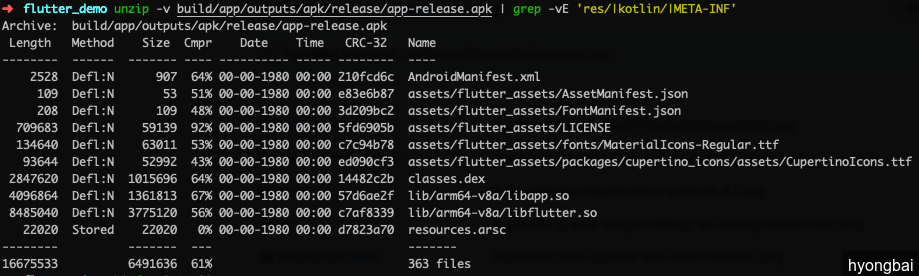 ➜ flutter_demo unzip -v build/app/outputs/apk/release/app-release.apk | grep -vE 'res/|kotlin/|META-INF'
Archive:  build/app/outputs/apk/release/app-release.apk
 Length   Method    Size  Cmpr    Date    Time   CRC-32   Name
--------  ------  ------- ---- ---------- ----- --------  ----
    2528  Defl:N      907  64% 00-00-1980 00:00 210fcd6c  AndroidManifest.xml
     109  Defl:N       53  51% 00-00-1980 00:00 e83e6b87  assets/flutter_assets/AssetManifest.json
     208  Defl:N      109  48% 00-00-1980 00:00 3d209bc2  assets/flutter_assets/FontManifest.json
  709683  Defl:N    59139  92% 00-00-1980 00:00 5fd6905b  assets/flutter_assets/LICENSE
  134640  Defl:N    63011  53% 00-00-1980 00:00 c7c94b78  assets/flutter_assets/fonts/MaterialIcons-Regular.ttf
   93644  Defl:N    52992  43% 00-00-1980 00:00 ed090cf3  assets/flutter_assets/packages/cupertino_icons/assets/CupertinoIcons.ttf
 2847620  Defl:N  1015696  64% 00-00-1980 00:00 14482c2b  classes.dex
 4096864  Defl:N  1361813  67% 00-00-1980 00:00 57d6ae2f  lib/arm64-v8a/libapp.so
 8485040  Defl:N  3775120  56% 00-00-1980 00:00 c7af8339  lib/arm64-v8a/libflutter.so
   22020  Stored    22020   0% 00-00-1980 00:00 d7823a70  resources.arsc
--------          -------  ---                            -------
16675533          6491636  61%                            363 files
hyongbai